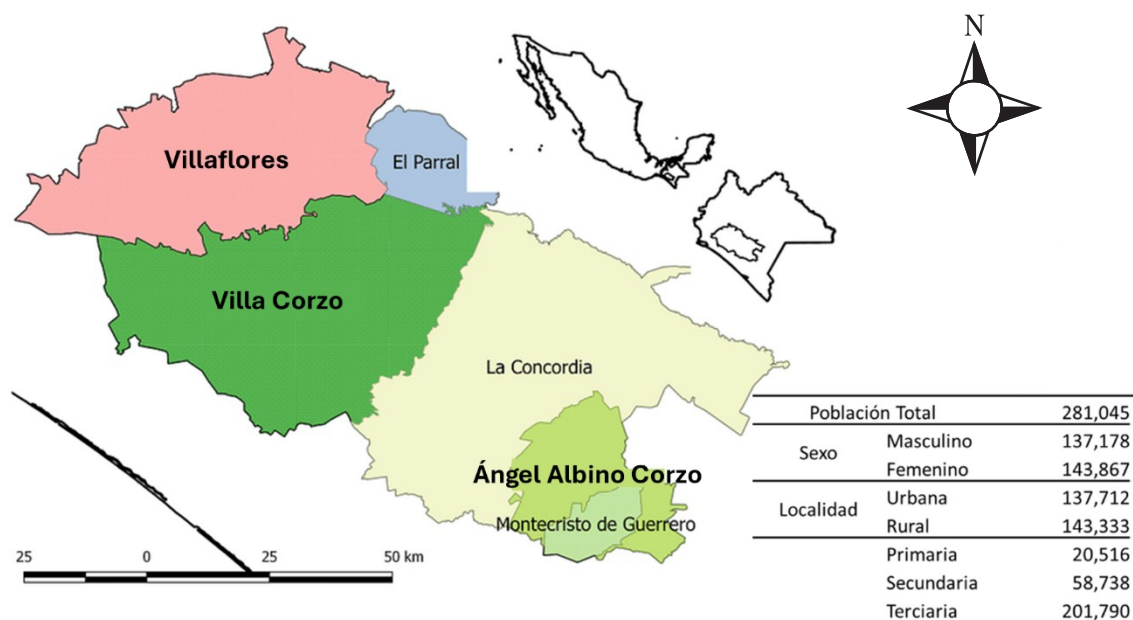 N
Villaflores
El Parral
Villa Corzo
La Concordia
Ángel Albino Corzo
Montecristo de Guerrero
25 0 25 50 km
Población Total 281,045
Sexo Masculino 137,178
Femenino 143,867
Localidad Urbana 137,712
Rural 143,333
Primaria 20,516
Secundaria 58,738
Terciaria 201,790